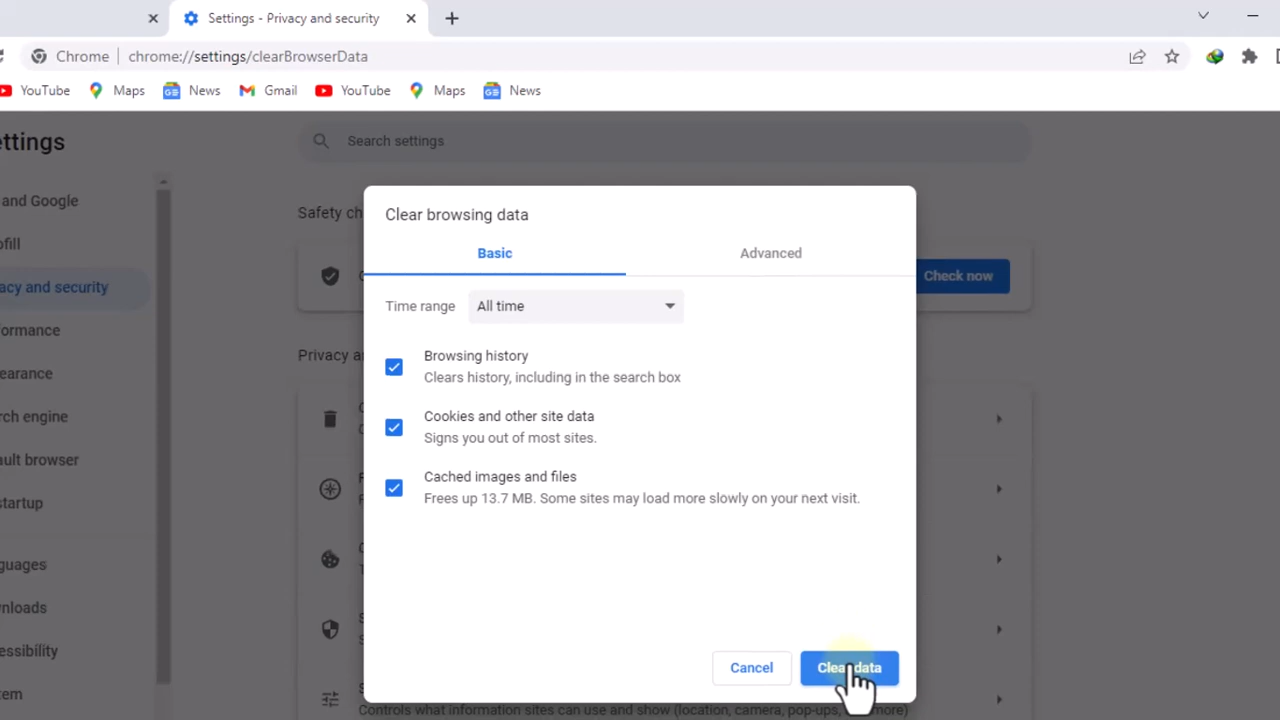 Settings - Privacy and security
Chrome chrome://settings/clearBrowserData
YouTube Maps News Gmail YouTube Maps News
ettings
Search settings
and Google
ofill
acy and security
ormance
earance
rch engine
ault browser
startup
guages
nloads
essibility
tem
Safety ch
Check now
Privacy a
Clear browsing data
Basic Advanced
Time range All time
Browsing history
Clears history, including in the search box
Cookies and other site data
Signs you out of most sites.
Cached images and files
Frees up 13.7 MB. Some sites may load more slowly on your next visit.
Cancel Clear data
Controls what information sites can use and show (location, camera, pop-ups, more)